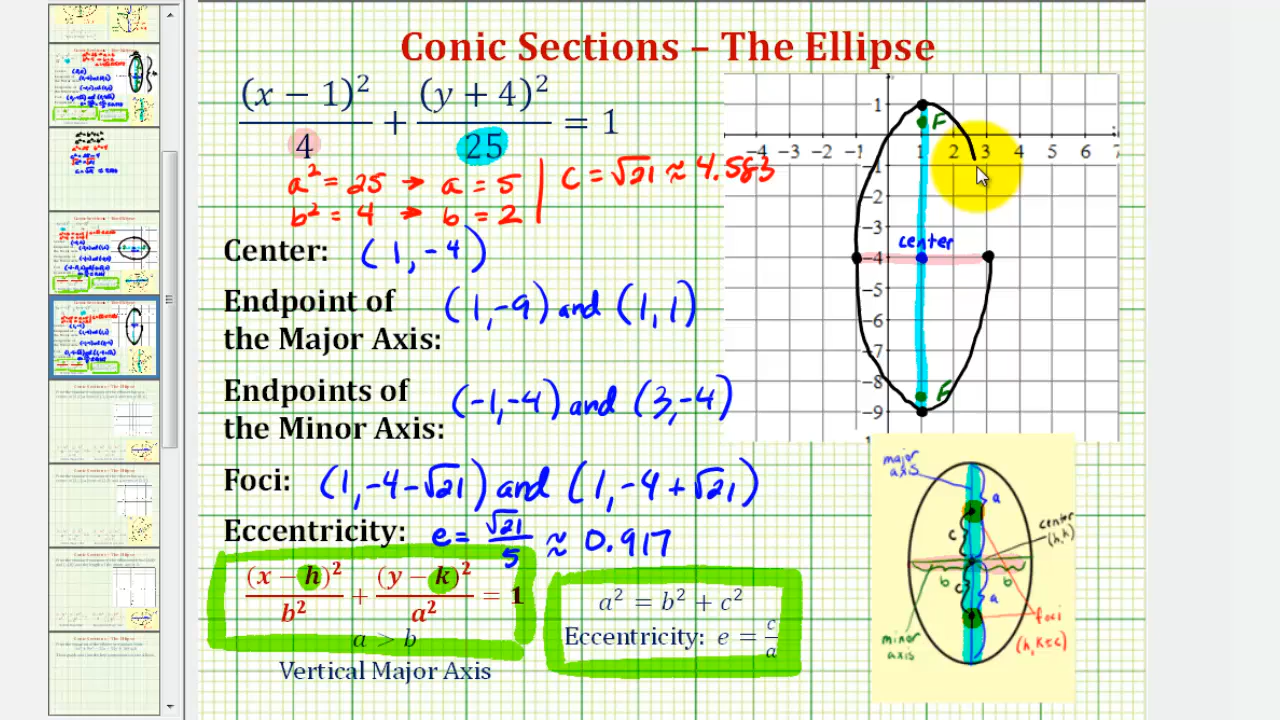 Conic Sections – The Ellipse
(x − 1)²/4 + (y + 4)²/25 = 1
a² = 25 → a = 5
b² = 4 → b = 2
c = √21 ≈ 4.583
Center: (1, -4)
Endpoint of
the Major Axis:
(1, -9) and (1, 1)
Endpoints of
the Minor Axis:
(-1, -4) and (3, -4)
Foci: (1, -4 - √21) and (1, -4 + √21)
Eccentricity: e = √21/5 ≈ 0.917
(x − h)²/b² + (y − k)²/a² = 1
a > b
Vertical Major Axis
a² = b² + c²
Eccentricity: e = c/a
1
F
-4 -3 -2 -1 1 2 3 4 5 6 7
-1
-2
-3
center
-4
-5
-6
-7
-8
F
-9
major
axis
a
c
center
(h,k)
b
b
c
a
foci
minor
axis
(h, k±c)